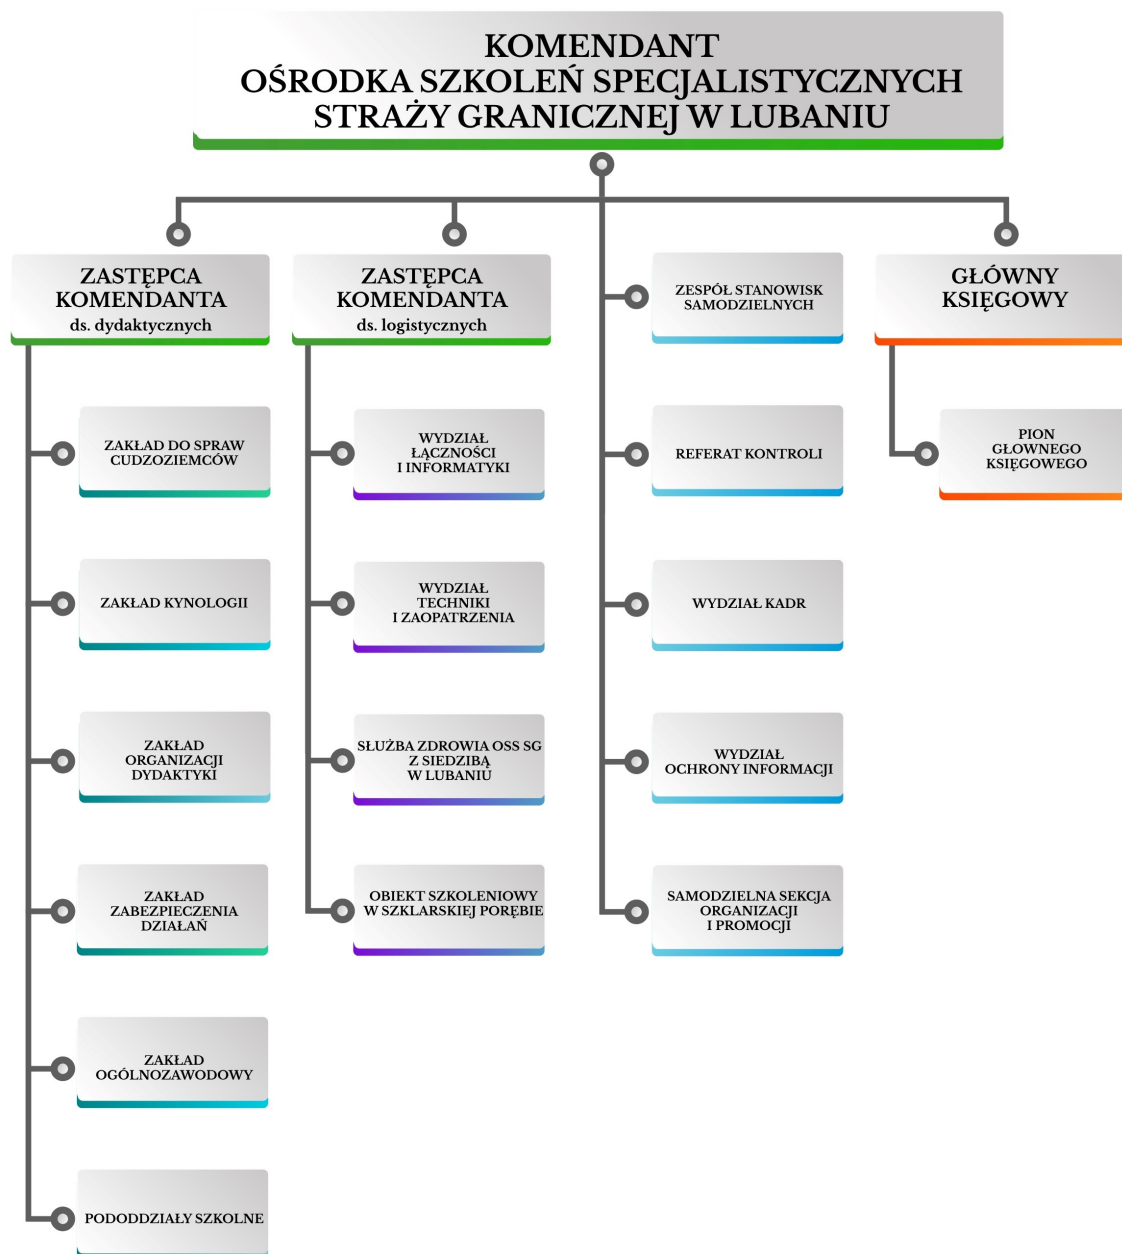 KOMENDANT
OŚRODKA SZKOLEŃ SPECJALISTYCZNYCH
STRAŻY GRANICZNEJ W LUBANIU
ZASTĘPCA
KOMENDANTA
ds. dydaktycznych
ZAKŁAD DO SPRAW
CUDZOZIEMCÓW
ZAKŁAD KYNOLOGII
ZAKŁAD
ORGANIZACJI
DYDAKTYKI
ZAKŁAD
ZABEZPIECZENIA
DZIAŁAŃ
ZAKŁAD
OGÓLNOZAWODOWY
PODODDZIAŁY SZKOLNE
ZASTĘPCA
KOMENDANTA
ds. logistycznych
WYDZIAŁ
ŁĄCZNOŚCI
I INFORMATYKI
WYDZIAŁ
TECHNIKI
I ZAOPATRZENIA
SŁUŻBA ZDROWIA OSS SG
Z SIEDZIBĄ
W LUBANIU
OBIEKT SZKOLENIOWY
W SZKLARSKIEJ PORĘBIE
ZESPÓŁ STANOWISK
SAMODZIELNYCH
REFERAT KONTROLI
WYDZIAŁ KADR
WYDZIAŁ
OCHRONY INFORMACJI
SAMODZIELNA SEKCJA
ORGANIZACJI
I PROMOCJI
GŁÓWNY
KSIĘGOWY
PION
GŁOWNEGO
KSIĘGOWEGO